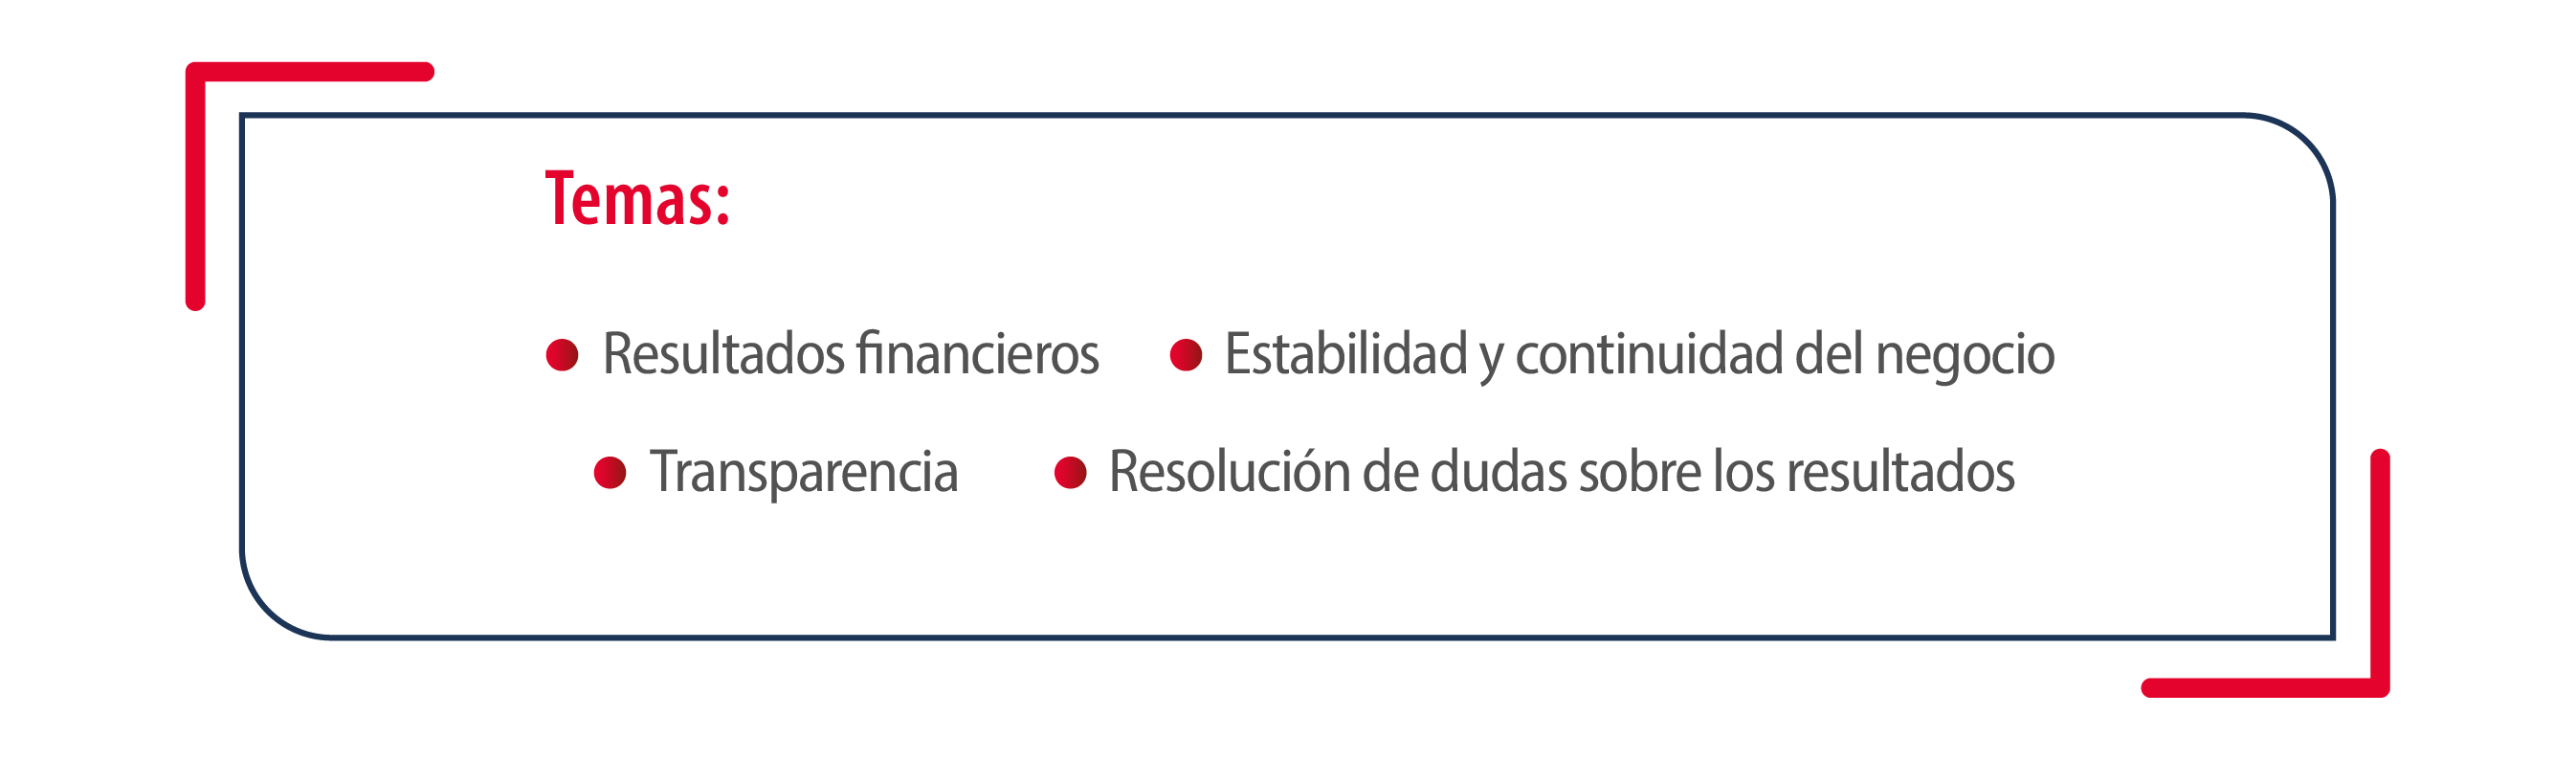 Temas:
Resultados financieros
Estabilidad y continuidad del negocio
Transparencia
Resolución de dudas sobre los resultados